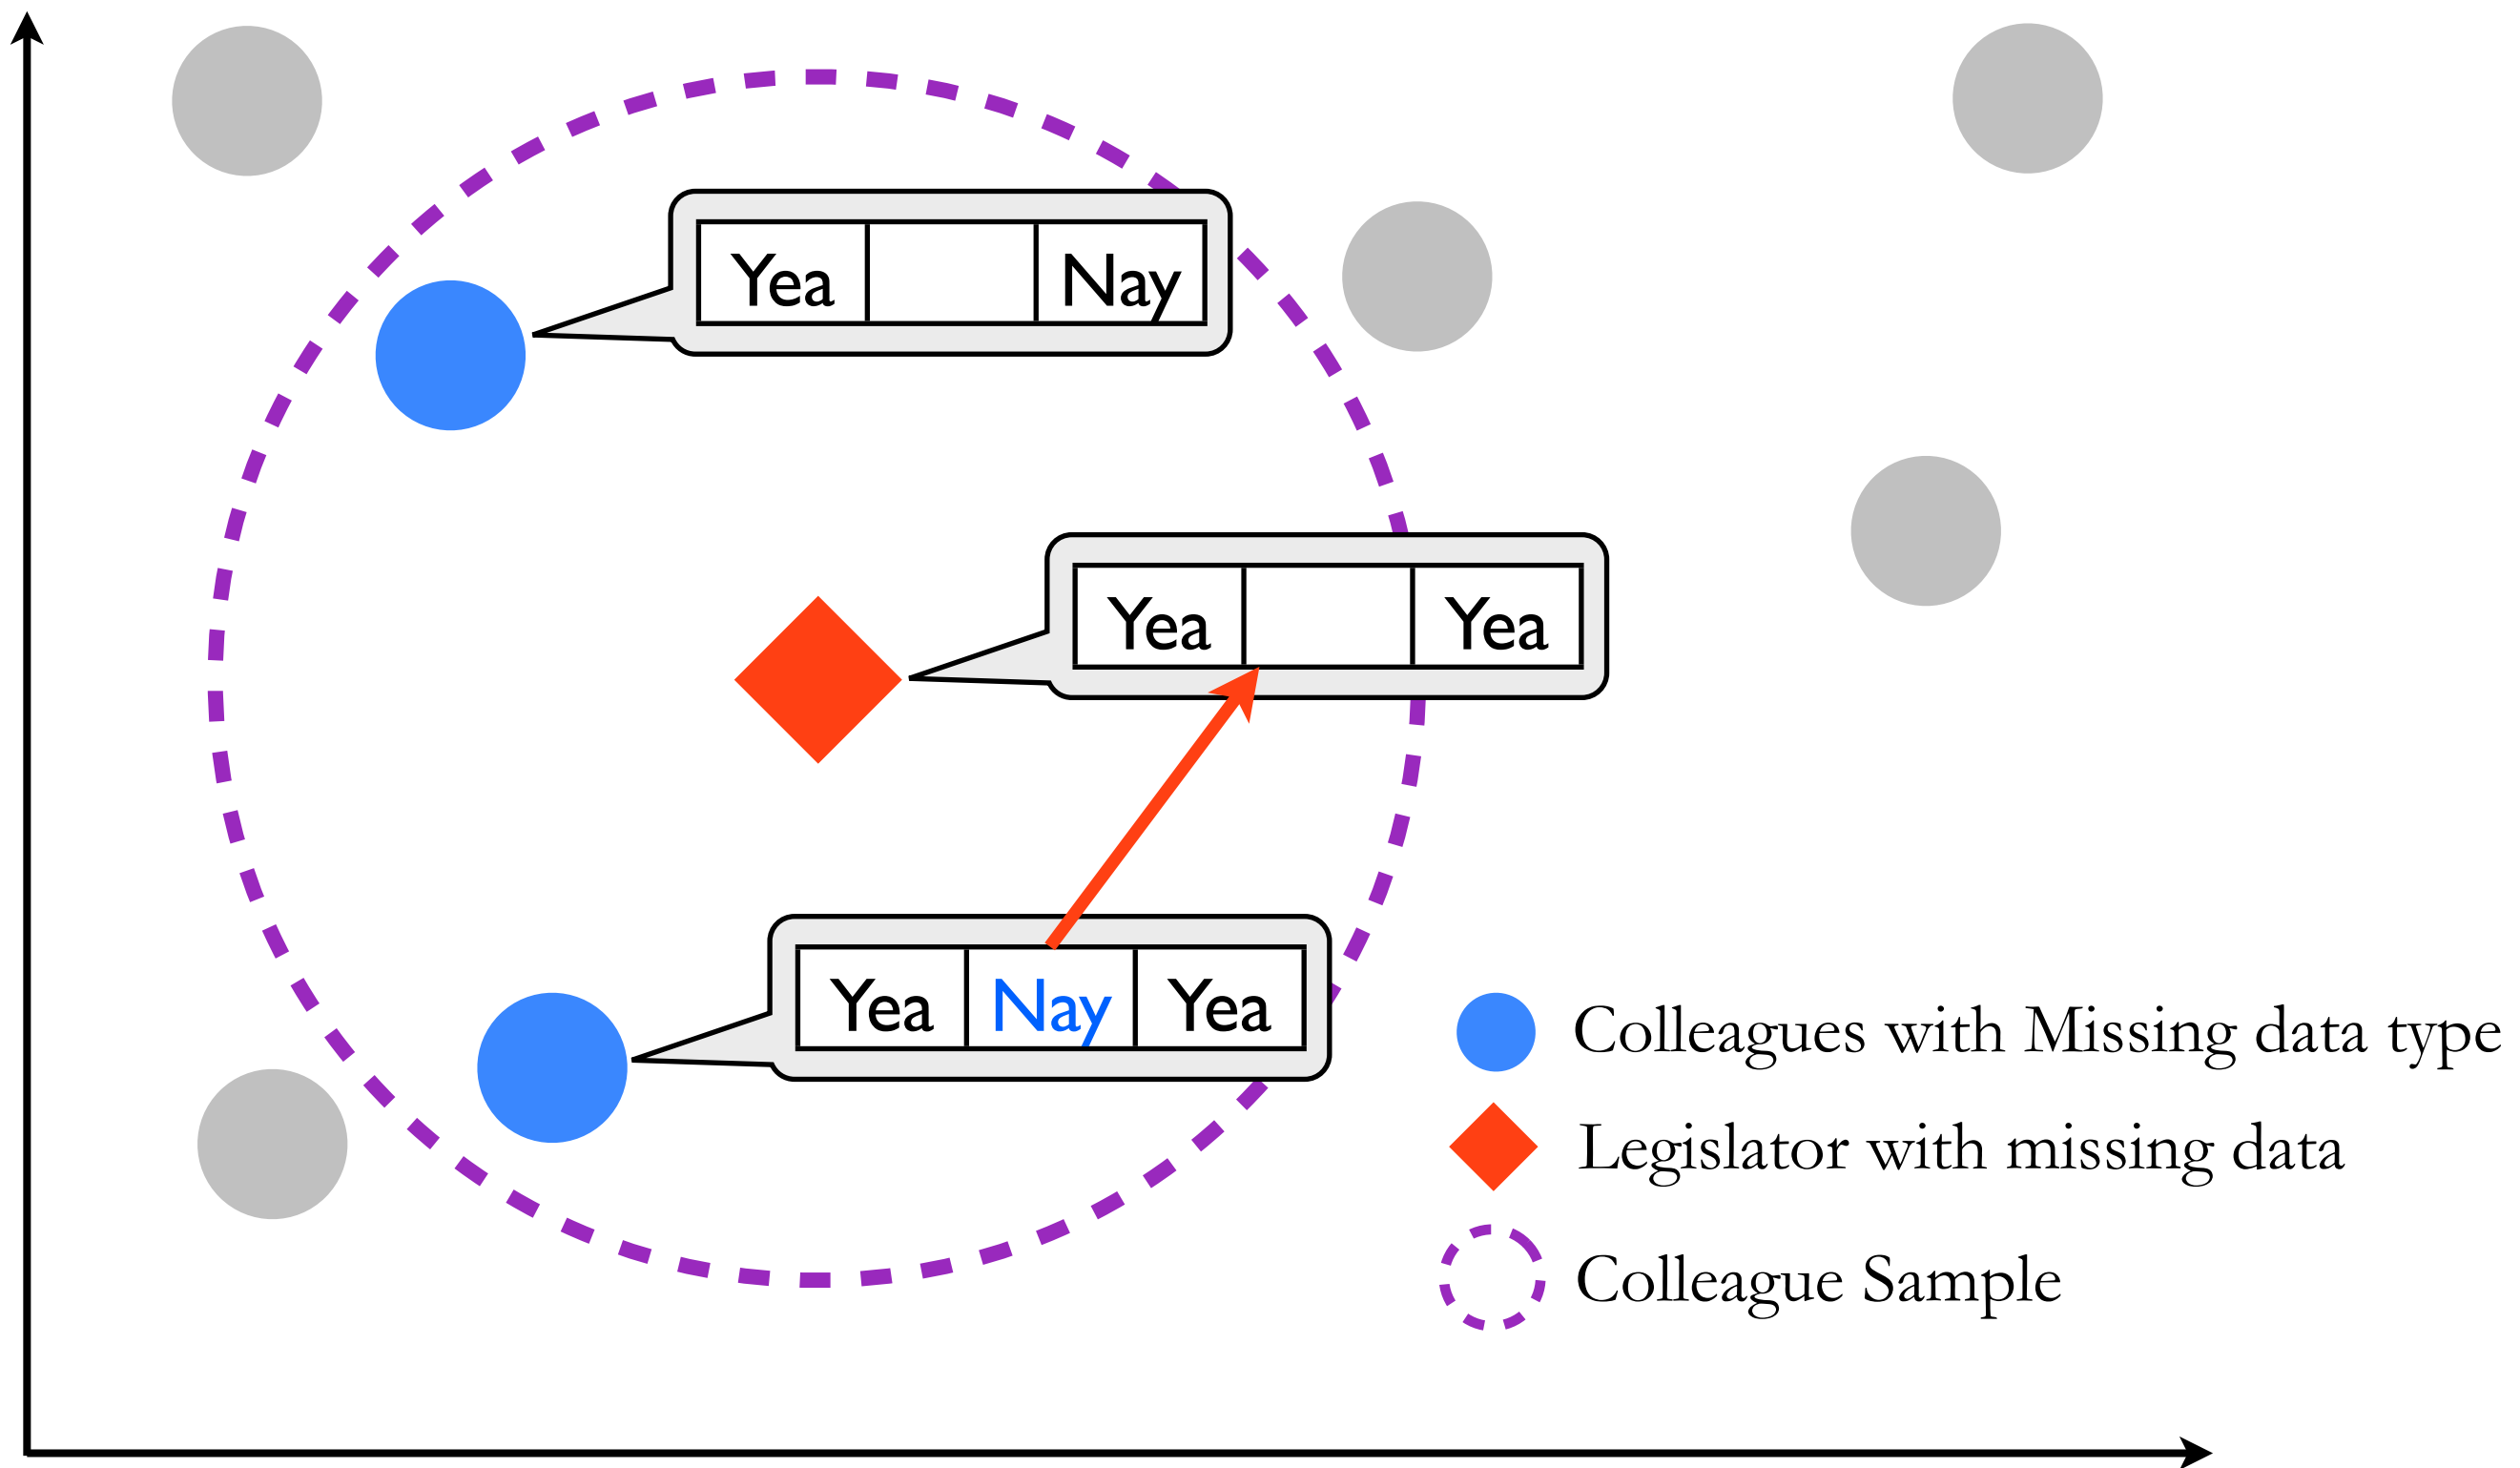 Yea Nay
Yea Yea
Yea Nay Yea
Colleagues with Missing data type
Legislator with missing data
Colleague Sample